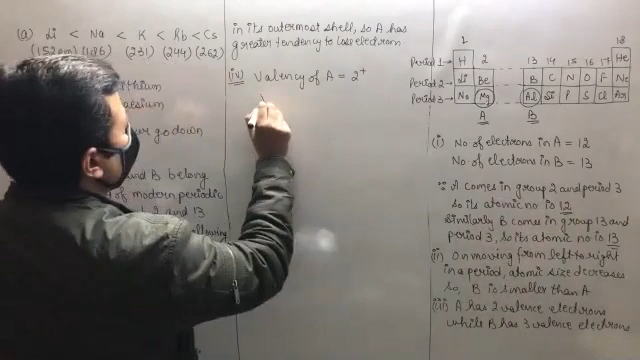 (a) Li < Na < K < Rb < Cs
(152pm) (186) (231) (244) (262)
ithium
aesium
go down
and B belong
of modern periodic
2 and 13
following
in its outermost shell, so A has
greater tendency to lose electron
(iv) Valency of A = 2+
1 18
Period 1 → H 2 13 14 15 16 17 He
Period 2 → Li Be B C N O F Ne
Period 3 → Na Mg Al Si P S Cl Ar
A B
(i) No. of electrons in A = 12
No. of electrons in B = 13
∵ A comes in group 2 and period 3
so its atomic no is 12
similarly B comes in group 13 and
period 3, so its atomic no is 13
(ii) On moving from left to right
in a period, atomic size decreases
so, B is smaller than A
(iii) A has 2 valence electrons
while B has 3 valence electrons